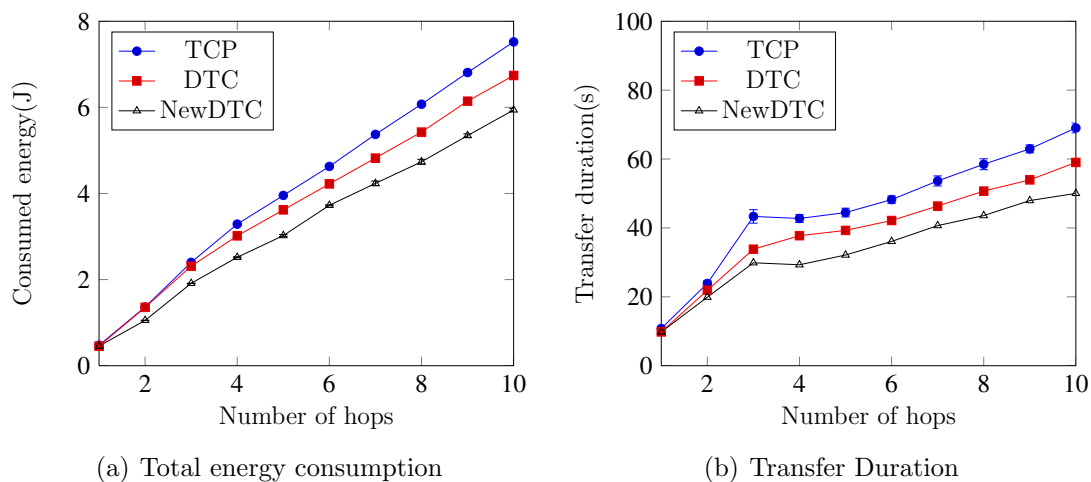 8
6
4
2
0
2
4
6
8
10
Consumed energy(J)
Number of hops
TCP
DTC
NewDTC
(a) Total energy consumption
100
80
60
40
20
0
2
4
6
8
10
Transfer duration(s)
Number of hops
TCP
DTC
NewDTC
(b) Transfer Duration